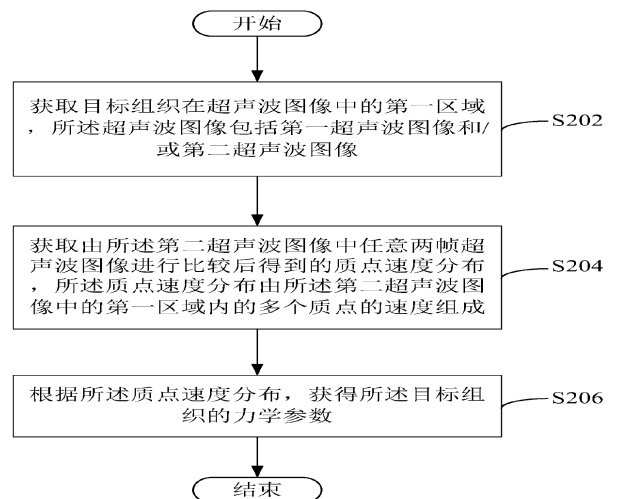 开始
获取目标组织在超声波图像中的第一区域
，所述超声波图像包括第一超声波图像和/
或第二超声波图像
S202
获取由所述第二超声波图像中任意两帧超
声波图像进行比较后得到的质点速度分布
，所述质点速度分布由所述第二超声波图
像中的第一区域内的多个质点的速度组成
S204
根据所述质点速度分布，获得所述目标组
织的力学参数
S206
结束